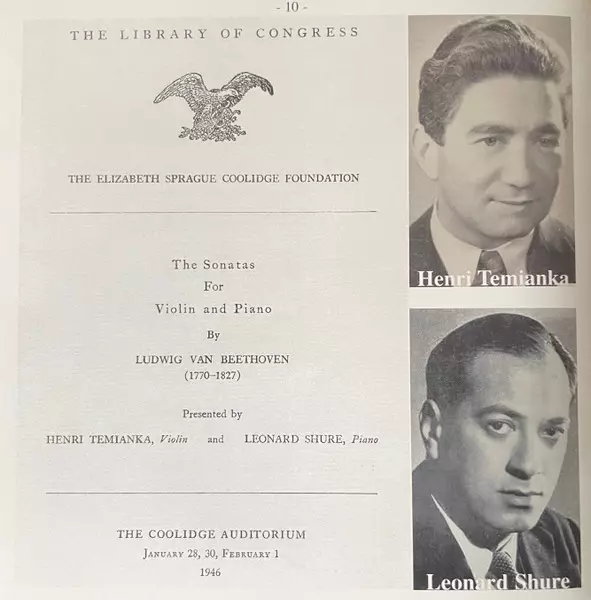 - 10 -
THE LIBRARY OF CONGRESS
THE ELIZABETH SPRAGUE COOLIDGE FOUNDATION
The Sonatas
For
Violin and Piano
By
LUDWIG VAN BEETHOVEN
(1770–1827)
Presented by
HENRI TEMIANKA, Violin and LEONARD SHURE, Piano
THE COOLIDGE AUDITORIUM
January 28, 30, February 1
1946
Henri Temianka
Leonard Shure